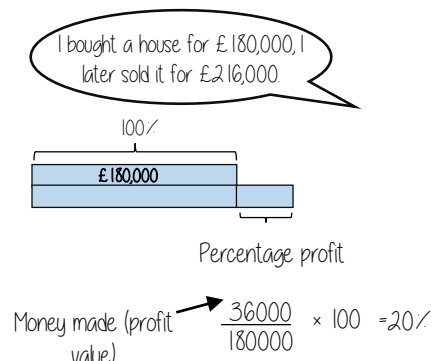 I bought a house for £180,000, I
later sold it for £216,000.
100%
£180,000
Percentage profit
Money made (profit
value)
36000
180000
× 100 =20%